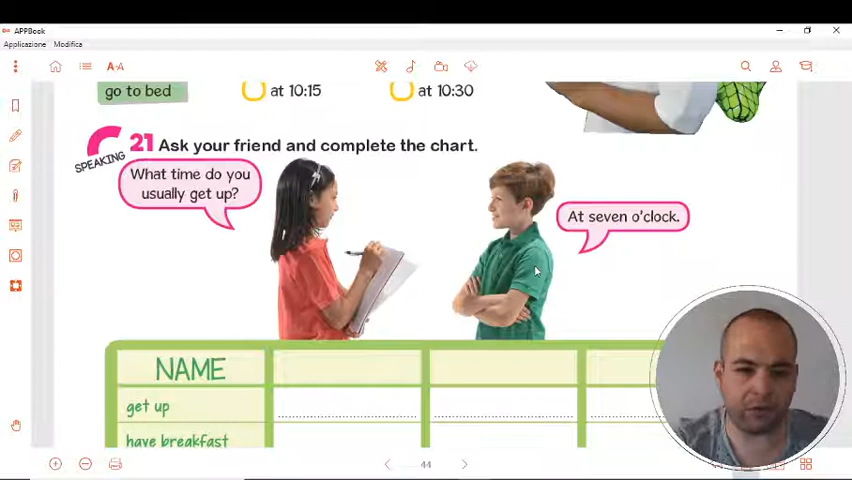 APPBook
Applicazione Modifica
A-A
go to bed
at 10:15
at 10:30
SPEAKING
21 Ask your friend and complete the chart.
What time do you
usually get up?
At seven o'clock.
NAME
get up
have breakfast
44